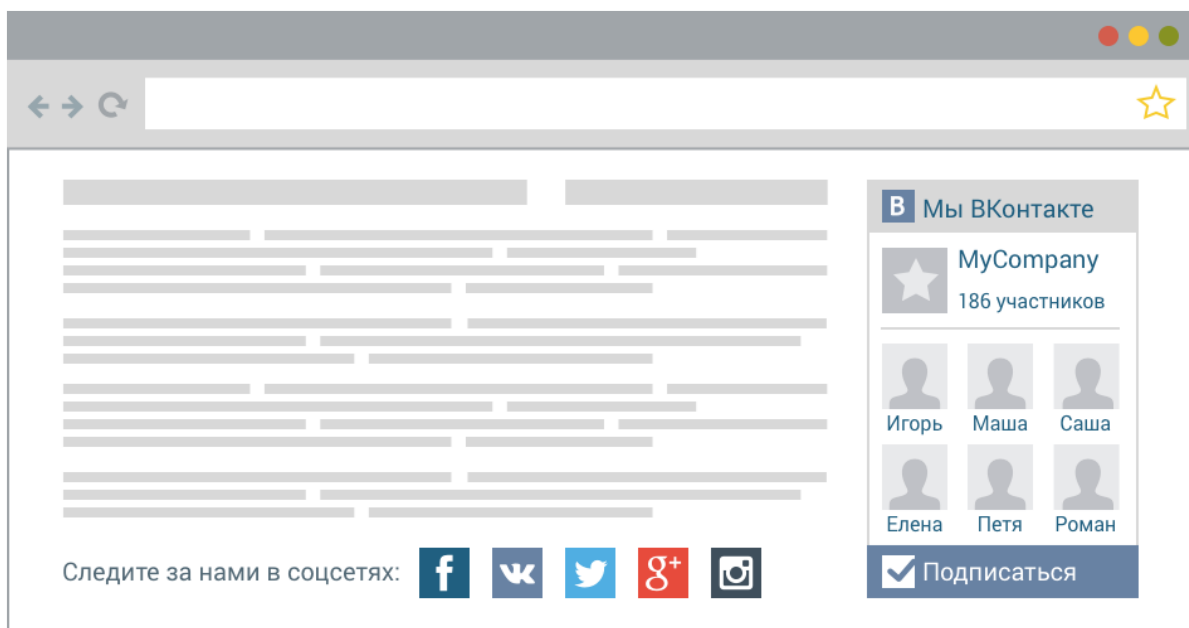 В Мы ВКонтакте
MyCompany
186 участников
Игорь Маша Саша
Елена Петя Роман
Подписаться
Следите за нами в соцсетях: f g+